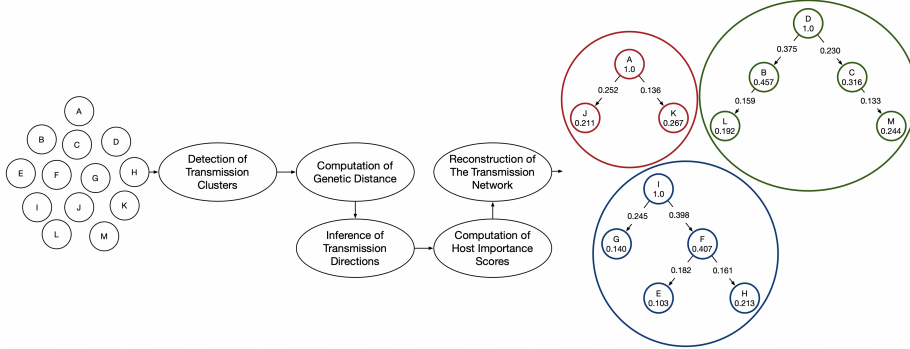 A
B
C
D
E
F
G
H
I
J
K
L
M
Detection of
Transmission
Clusters
Computation of
Genetic Distance
Inference of
Transmission
Directions
Computation of
Host Importance
Scores
Reconstruction of
The Transmission
Network
A
1.0
0.252
0.136
J
0.211
K
0.267
D
1.0
0.375
0.230
B
0.457
C
0.316
0.159
0.133
L
0.192
M
0.244
I
1.0
0.245
0.398
G
0.140
F
0.407
0.182
0.161
E
0.103
H
0.213